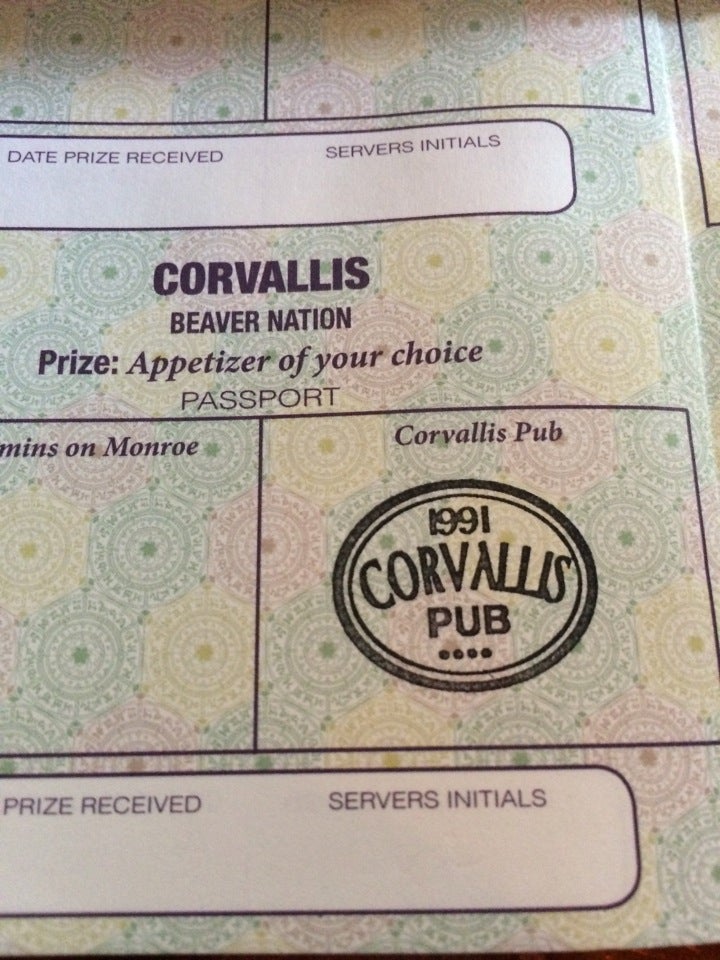 DATE PRIZE RECEIVED
SERVERS INITIALS
CORVALLIS
BEAVER NATION
Prize: Appetizer of your choice
PASSPORT
mins on Monroe
Corvallis Pub
1991
CORVALLIS
PUB
PRIZE RECEIVED
SERVERS INITIALS